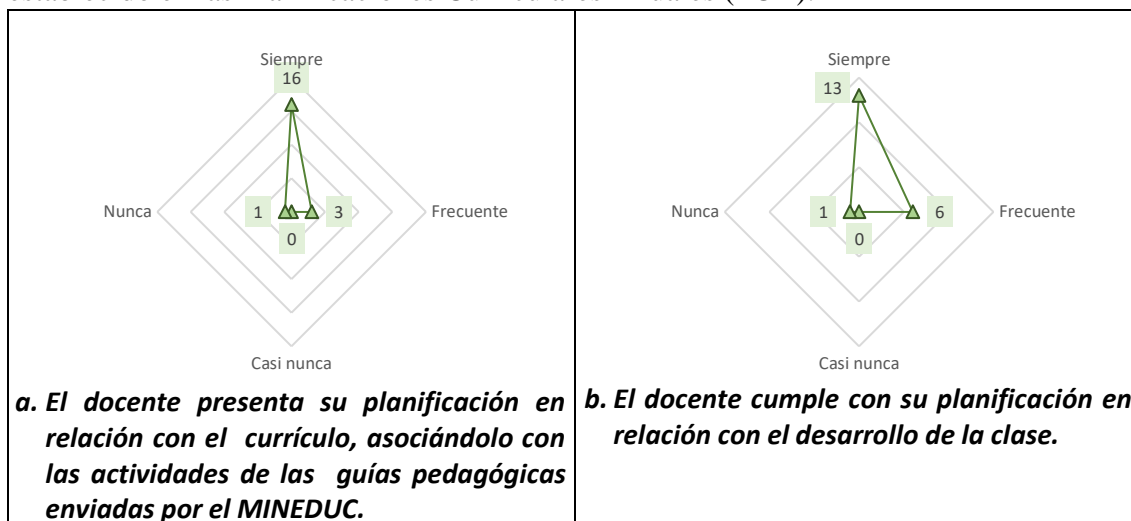 Siempre
16
Nunca
1
3
Frecuente
0
Casi nunca
a. El docente presenta su planificación en
relación con el currículo, asociándolo con
las actividades de las guías pedagógicas
enviadas por el MINEDUC.
Siempre
13
Nunca
1
6
Frecuente
0
Casi nunca
b. El docente cumple con su planificación en
relación con el desarrollo de la clase.